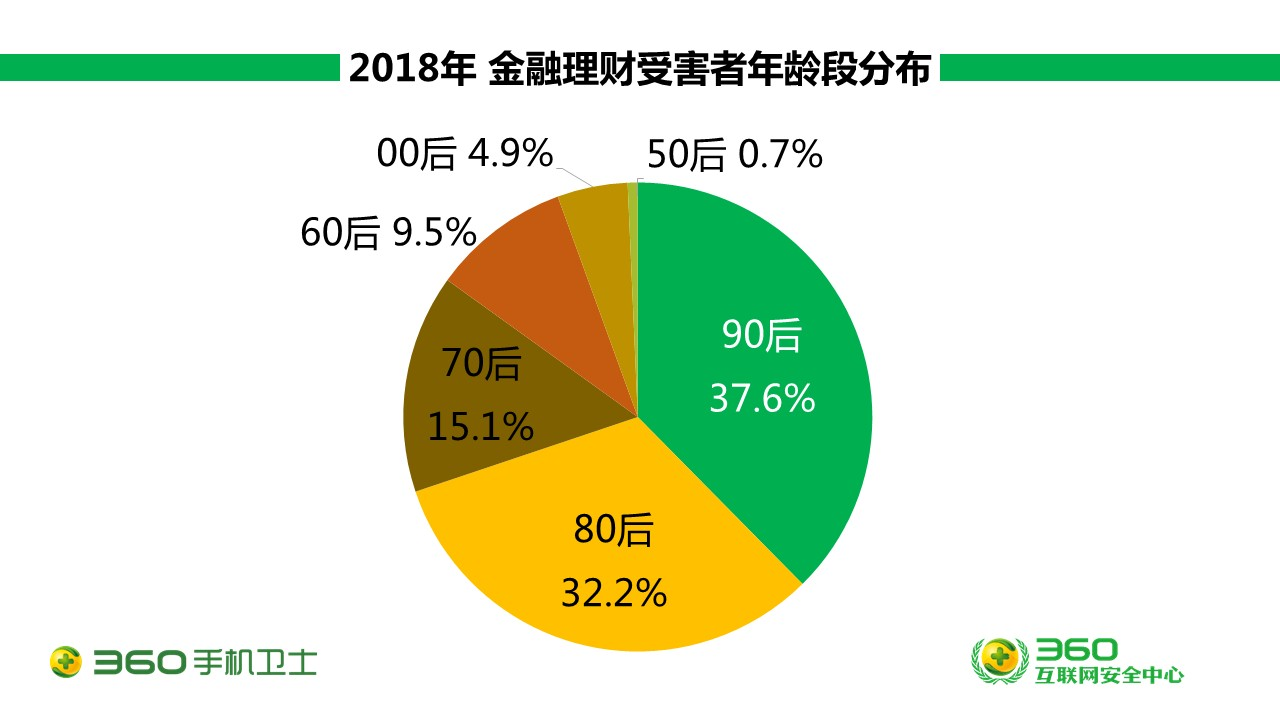 2018年 金融理财受害者年龄段分布
00后 4.9%
50后 0.7%
60后 9.5%
90后
37.6%
70后
15.1%
80后
32.2%
360手机卫士
360
互联网安全中心